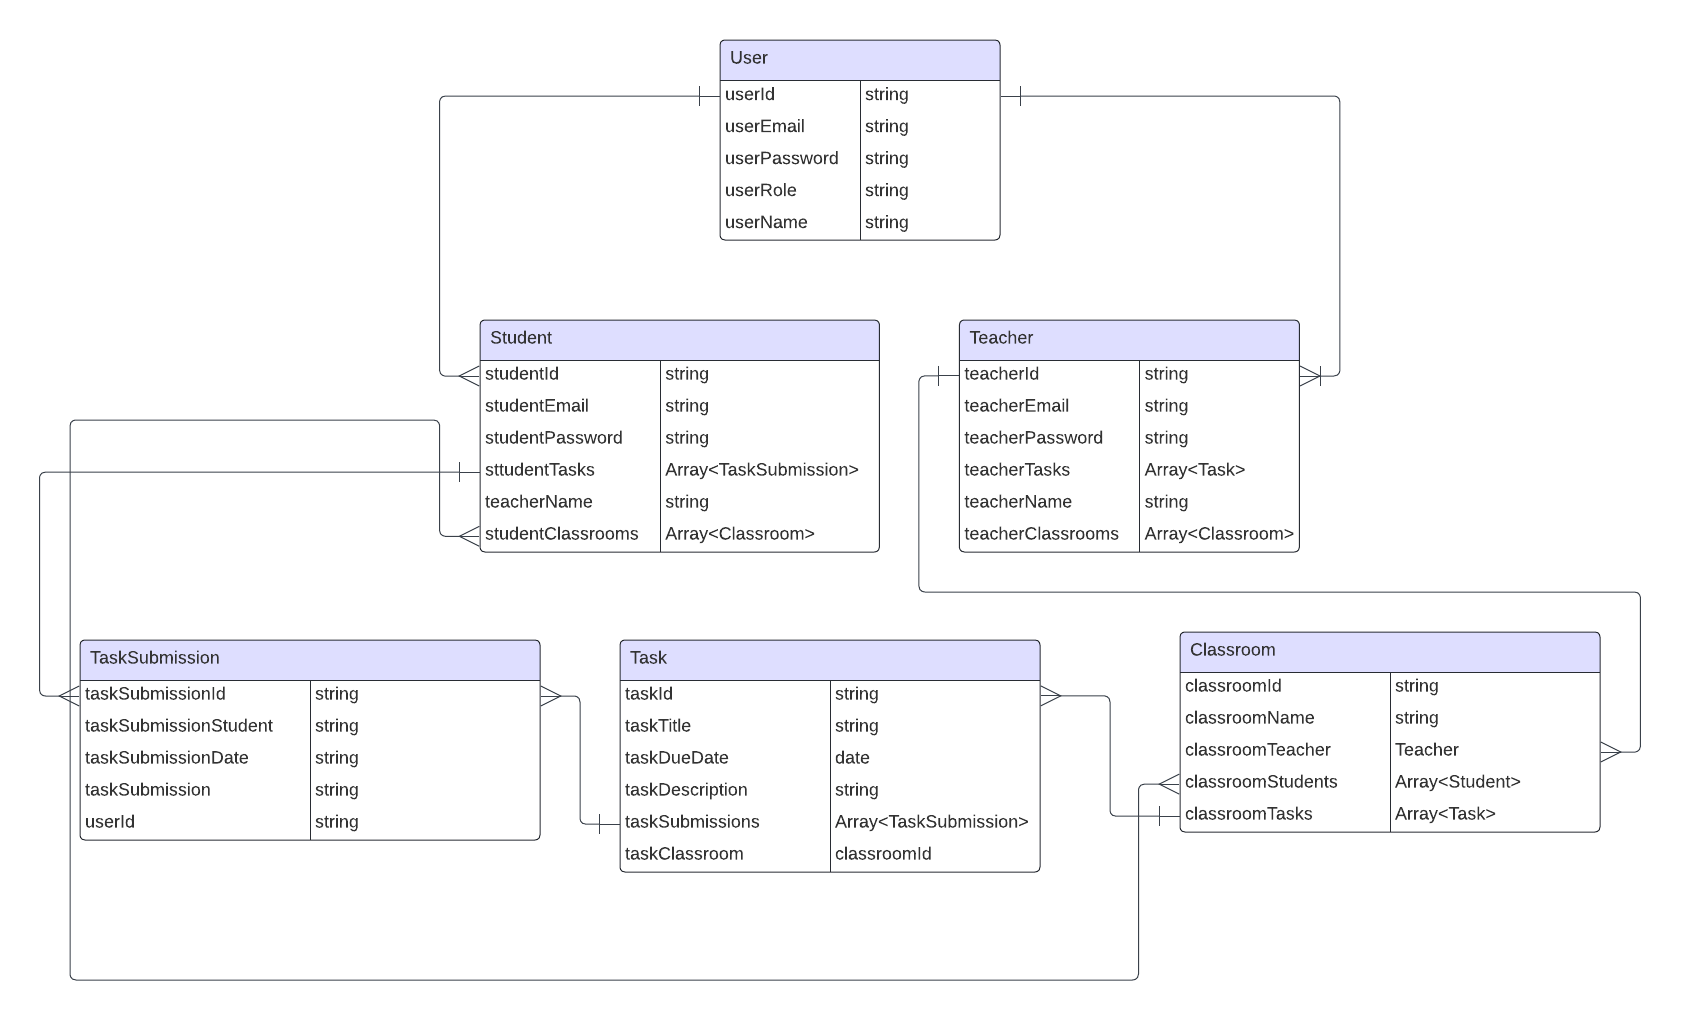 User
userId string
userEmail string
userPassword string
userRole string
userName string
Student
studentId string
studentEmail string
studentPassword string
sttudentTasks Array<TaskSubmission>
teacherName string
studentClassrooms Array<Classroom>
Teacher
teacherId string
teacherEmail string
teacherPassword string
teacherTasks Array<Task>
teacherName string
teacherClassrooms Array<Classroom>
TaskSubmission
taskSubmissionId string
taskSubmissionStudent string
taskSubmissionDate string
taskSubmission string
userId string
Task
taskId string
taskTitle string
taskDueDate date
taskDescription string
taskSubmissions Array<TaskSubmission>
taskClassroom classroomId
Classroom
classroomId string
classroomName string
classroomTeacher Teacher
classroomStudents Array<Student>
classroomTasks Array<Task>